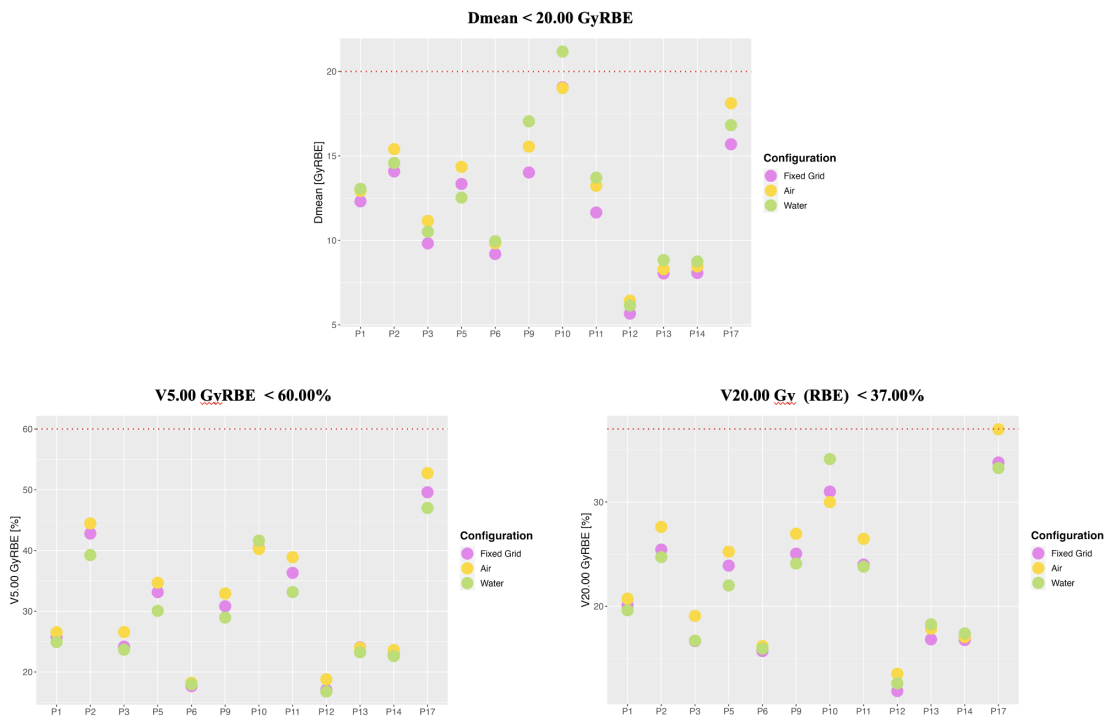 Dmean < 20.00 GyRBE
Dmean [GyRBE]
20
15
10
5
P1 P2 P3 P5 P6 P9 P10 P11 P12 P13 P14 P17
Configuration
Fixed Grid
Air
Water
V5.00 GyRBE < 60.00%
V5.00 GyRBE [%]
60
50
40
30
20
P1 P2 P3 P5 P6 P9 P10 P11 P12 P13 P14 P17
Configuration
Fixed Grid
Air
Water
V20.00 Gy (RBE) < 37.00%
V20.00 GyRBE [%]
30
20
P1 P2 P3 P5 P6 P9 P10 P11 P12 P13 P14 P17
Configuration
Fixed Grid
Air
Water